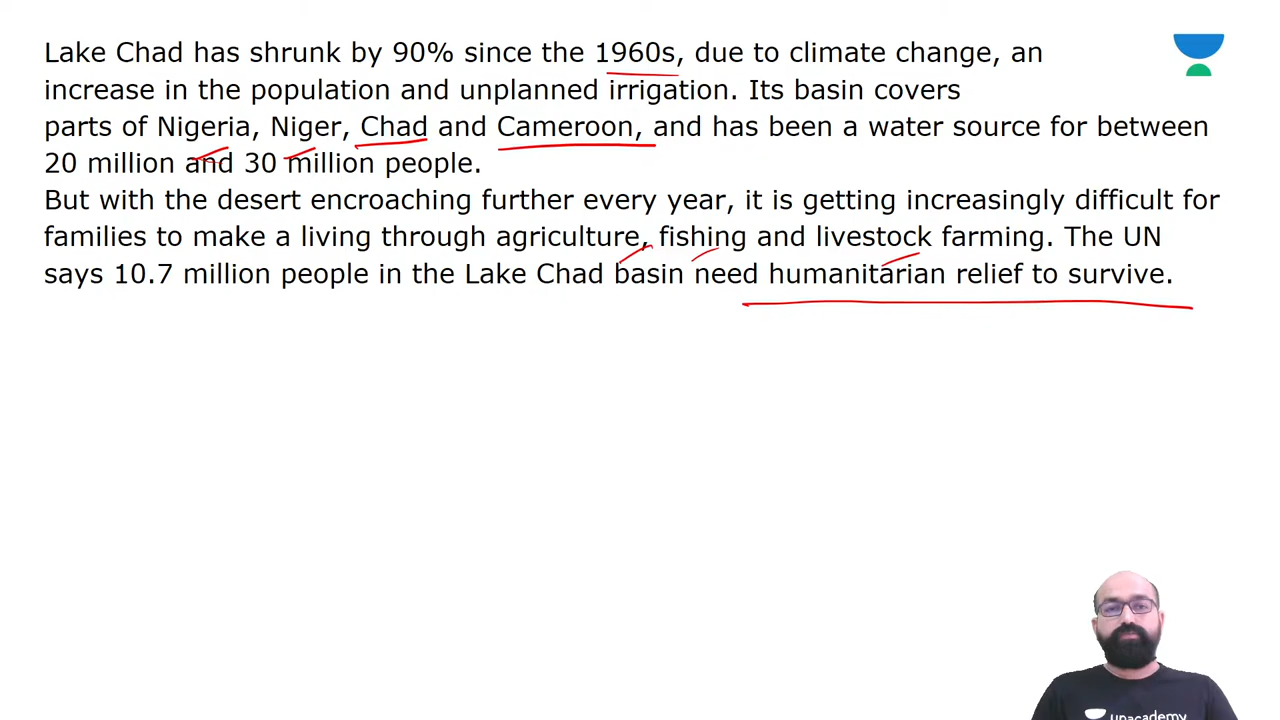 Lake Chad has shrunk by 90% since the 1960s, due to climate change, an
increase in the population and unplanned irrigation. Its basin covers
parts of Nigeria, Niger, Chad and Cameroon, and has been a water source for between
20 million and 30 million people.
But with the desert encroaching further every year, it is getting increasingly difficult for
families to make a living through agriculture, fishing and livestock farming. The UN
says 10.7 million people in the Lake Chad basin need humanitarian relief to survive.
unacademy